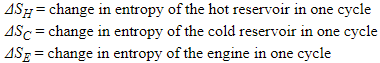 ΔS_H = change in entropy of the hot reservoir in one cycle
ΔS_C = change in entropy of the cold reservoir in one cycle
ΔS_E = change in entropy of the engine in one cycle